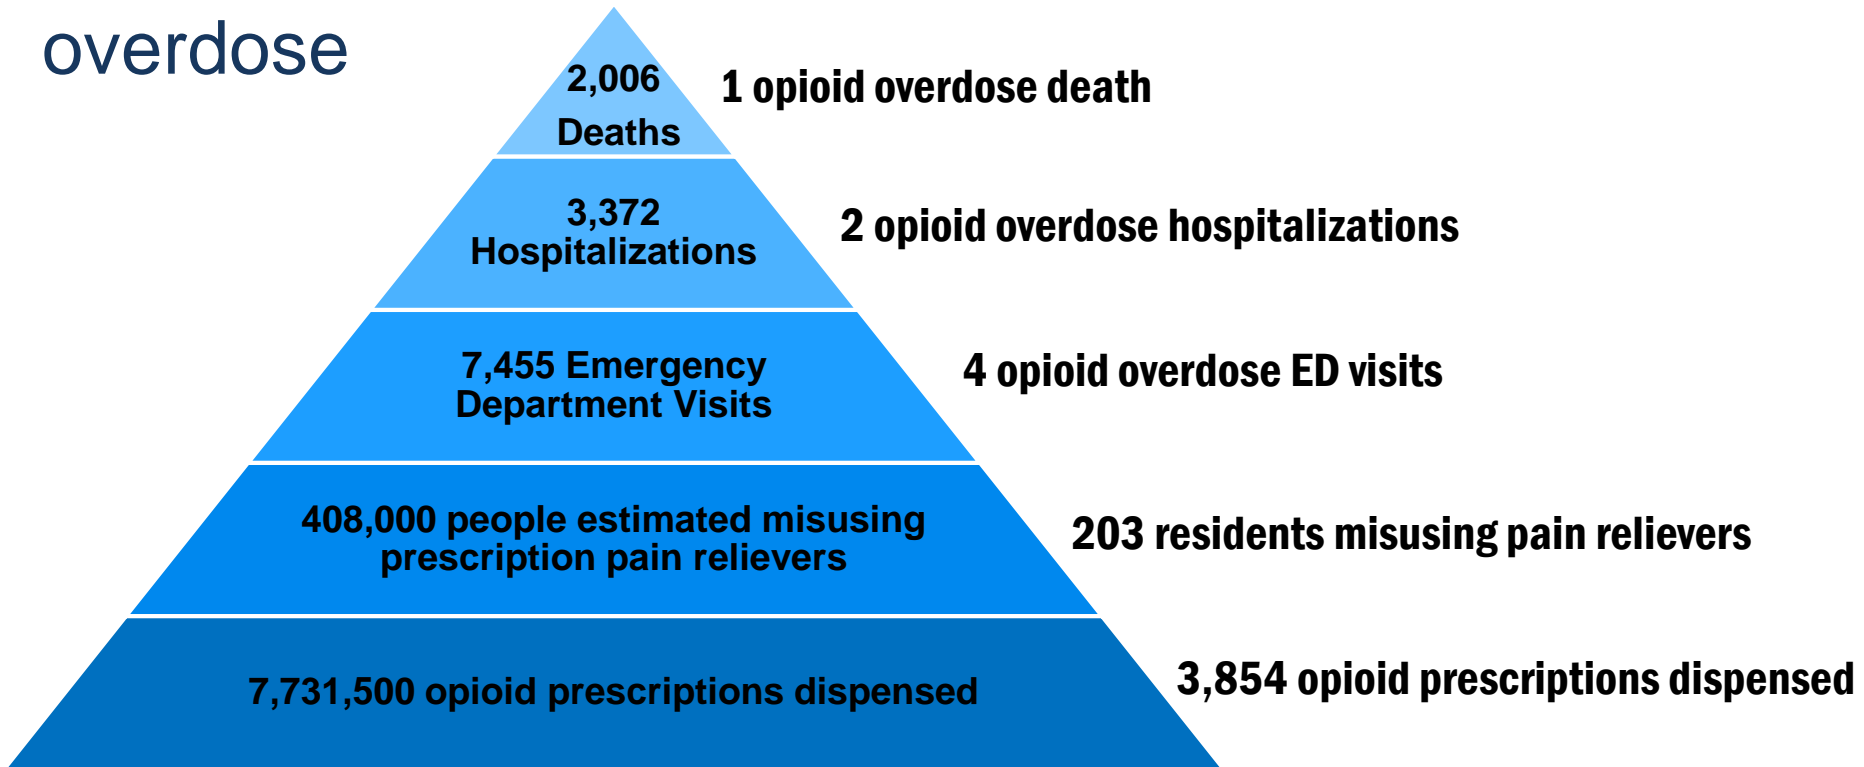 overdose
2,006
Deaths
1 opioid overdose death
3,372
Hospitalizations
2 opioid overdose hospitalizations
7,455 Emergency
Department Visits
4 opioid overdose ED visits
408,000 people estimated misusing
prescription pain relievers
203 residents misusing pain relievers
7,731,500 opioid prescriptions dispensed
3,854 opioid prescriptions dispensed